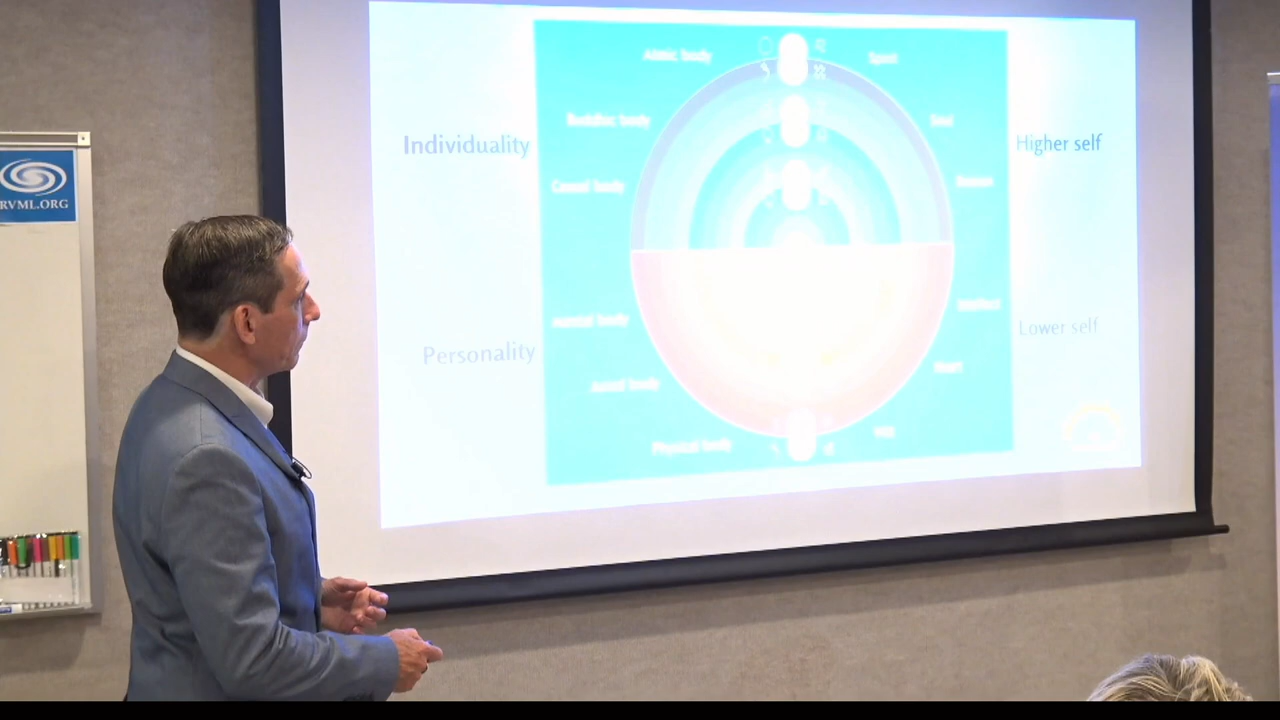 Atmic body
Spirit
Buddhic body
Soul
Individuality
Higher self
Causal body
Reason
Mental body
Intellect
Personality
Lower self
Astral body
Heart
Physical body
Will
RVML.ORG